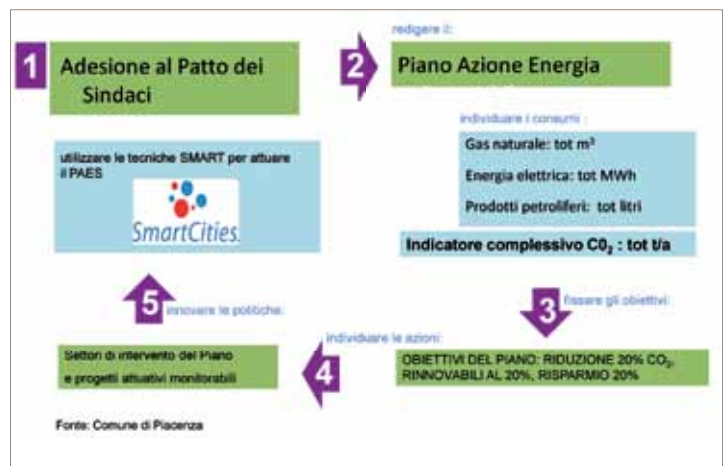 1
Adesione al Patto dei
Sindaci
2
redigere il:
Piano Azione Energia
individuare i consumi :
Gas naturale: tot m³
Energia elettrica: tot MWh
Prodotti petroliferi: tot litri
Indicatore complessivo C0₂ : tot t/a
3
fissare gli obiettivi:
OBIETTIVI DEL PIANO: RIDUZIONE 20% CO₂,
RINNOVABILI AL 20%, RISPARMIO 20%
individuare le azioni:
4
Settori di intervento del Piano
e progetti attuativi monitorabili
5
innovare le politiche:
utilizzare le tecniche SMART per attuare
il PAES
SmartCities.
Fonte: Comune di Piacenza